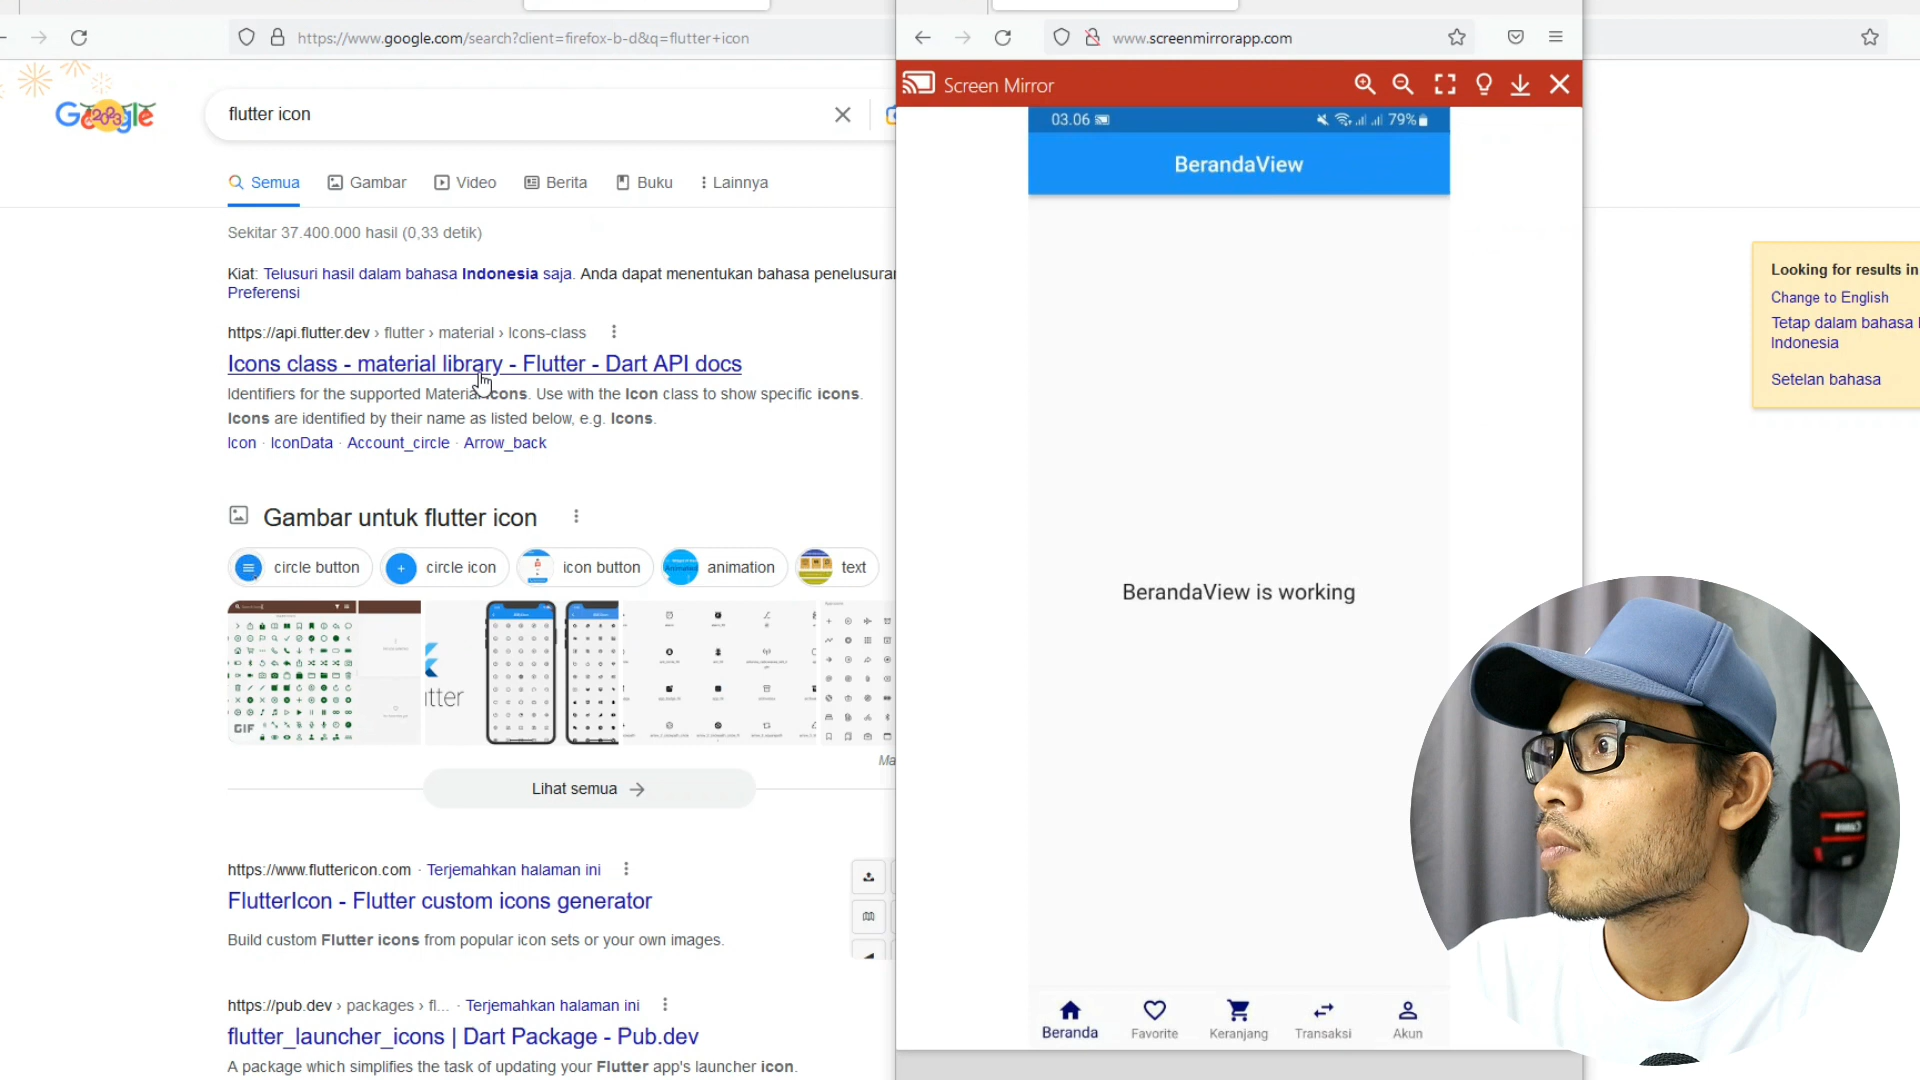 https://www.google.com/search?client=firefox-b-d&q=flutter+icon
Google
2023
flutter icon
Semua
Gambar
Video
Berita
Buku
Lainnya
Sekitar 37.400.000 hasil (0,33 detik)
Kiat: Telusuri hasil dalam bahasa Indonesia saja. Anda dapat menentukan bahasa penelusuran
Preferensi
https://api.flutter.dev › flutter › material › Icons-class
Icons class - material library - Flutter - Dart API docs
Identifiers for the supported Material Icons. Use with the Icon class to show specific icons.
Icons are identified by their name as listed below, e.g. Icons.
Icon · IconData · Account_circle · Arrow_back
Gambar untuk flutter icon
circle button
circle icon
icon button
animation
text
GIF
tter
Ma
Lihat semua
https://www.fluttericon.com · Terjemahkan halaman ini
FlutterIcon - Flutter custom icons generator
Build custom Flutter icons from popular icon sets or your own images.
https://pub.dev › packages › fl... · Terjemahkan halaman ini
flutter_launcher_icons | Dart Package - Pub.dev
A package which simplifies the task of updating your Flutter app's launcher icon.
www.screenmirrorapp.com
Screen Mirror
03.06
79%
BerandaView
BerandaView is working
Beranda
Favorite
Keranjang
Transaksi
Akun
Looking for results in
Change to English
Tetap dalam bahasa I
Indonesia
Setelan bahasa
Canon